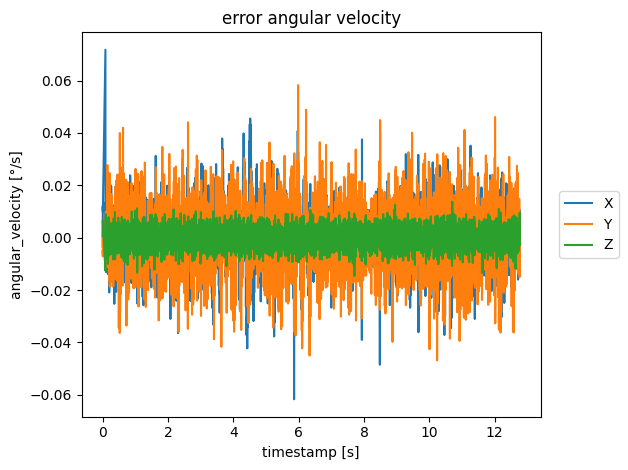 error angular velocity
angular_velocity [°/s]
0.06
0.04
0.02
0.00
−0.02
−0.04
−0.06
0 2 4 6 8 10 12
timestamp [s]
X
Y
Z